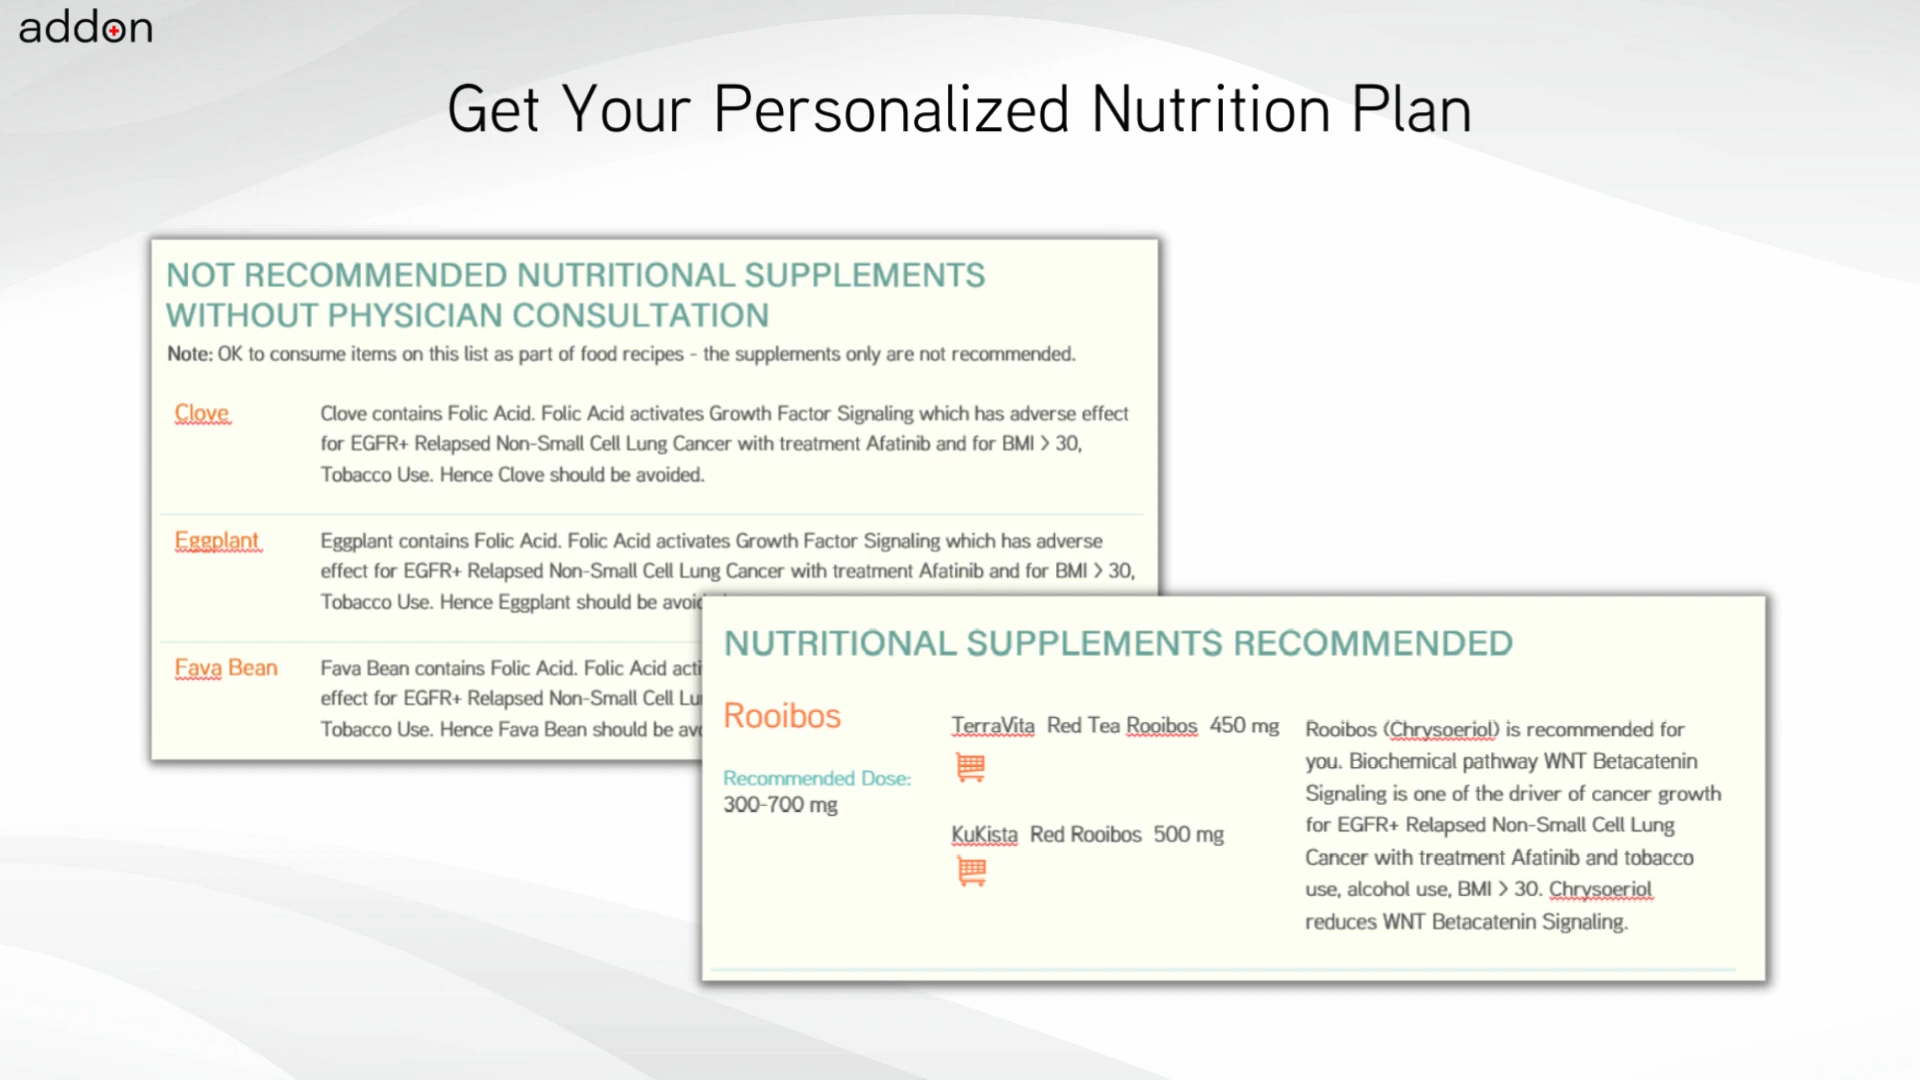 addon
Get Your Personalized Nutrition Plan
NOT RECOMMENDED NUTRITIONAL SUPPLEMENTS
WITHOUT PHYSICIAN CONSULTATION
Note: OK to consume items on this list as part of food recipes - the supplements only are not recommended.
Clove
Clove contains Folic Acid. Folic Acid activates Growth Factor Signaling which has adverse effect
for EGFR+ Relapsed Non-Small Cell Lung Cancer with treatment Afatinib and for BMI > 30,
Tobacco Use. Hence Clove should be avoided.
Eggplant
Eggplant contains Folic Acid. Folic Acid activates Growth Factor Signaling which has adverse
effect for EGFR+ Relapsed Non-Small Cell Lung Cancer with treatment Afatinib and for BMI > 30,
Tobacco Use. Hence Eggplant should be
Fava Bean
Fava Bean contains Folic Acid. Folic Acid
effect for EGFR+ Relapsed Non-Small Cell
Tobacco Use. Hence Fava Bean should be
NUTRITIONAL SUPPLEMENTS RECOMMENDED
Rooibos
Recommended Dose:
300-700 mg
TerraVita Red Tea Rooibos 450 mg
KuKista Red Rooibos 500 mg
Rooibos (Chrysoeriol) is recommended for
you. Biochemical pathway WNT Betacatenin
Signaling is one of the driver of cancer growth
for EGFR+ Relapsed Non-Small Cell Lung
Cancer with treatment Afatinib and tobacco
use, alcohol use, BMI > 30. Chrysoeriol
reduces WNT Betacatenin Signaling.